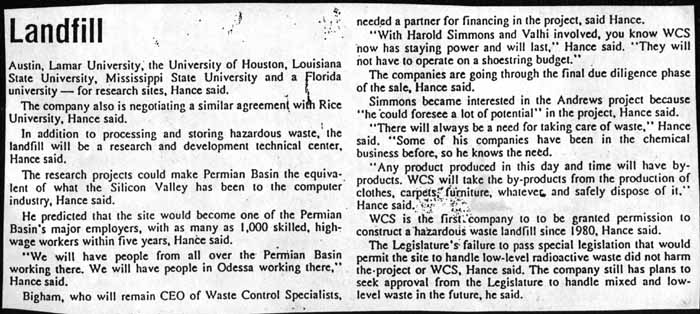 Landfill
Austin, Lamar University, the University of Houston, Louisiana
State University, Mississippi State University and a Florida
university — for research sites, Hance said.
The company also is negotiating a similar agreement with Rice
University, Hance said.
In addition to processing and storing hazardous waste, the
landfill will be a research and development technical center,
Hance said.
The research projects could make Permian Basin the equiva-
lent of what the Silicon Valley has been to the computer
industry, Hance said.
He predicted that the site would become one of the Permian
Basin's major employers, with as many as 1,000 skilled, high-
wage workers within five years, Hance said.
"We will have people from all over the Permian Basin
working there. We will have people in Odessa working there,"
Hance said.
Bigham, who will remain CEO of Waste Control Specialists,
needed a partner for financing in the project, said Hance.
"With Harold Simmons and Valhi involved, you know WCS
now has staying power and will last," Hance said. "They will
not have to operate on a shoestring budget."
The companies are going through the final due diligence phase
of the sale, Hance said.
Simmons became interested in the Andrews project because
"he could foresee a lot of potential" in the project, Hance said.
"There will always be a need for taking care of waste," Hance
said. "Some of his companies have been in the chemical
business before, so he knows the need.
"Any product produced in this day and time will have by-
products. WCS will take the by-products from the production of
clothes, carpets, furniture, whatever, and safely dispose of it."
Hance said.
WCS is the first company to to be granted permission to
construct a hazardous waste landfill since 1980, Hance said.
The Legislature's failure to pass special legislation that would
permit the site to handle low-level radioactive waste did not harm
the project or WCS, Hance said. The company still has plans to
seek approval from the Legislature to handle mixed and low-
level waste in the future, he said.